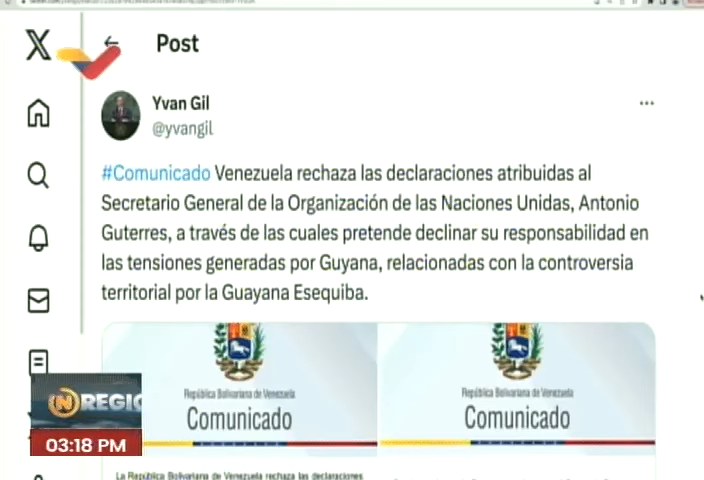 Post
Yvan Gil
@yvangil
#Comunicado Venezuela rechaza las declaraciones atribuidas al
Secretario General de la Organización de las Naciones Unidas, Antonio
Guterres, a través de las cuales pretende declinar su responsabilidad en
las tensiones generadas por Guyana, relacionadas con la controversia
territorial por la Guayana Esequiba.
República Bolivariana de Venezuela
Comunicado
República Bolivariana de Venezuela
Comunicado
La República Bolivariana de Venezuela rechaza las declaraciones
N REGIO
03:18 PM